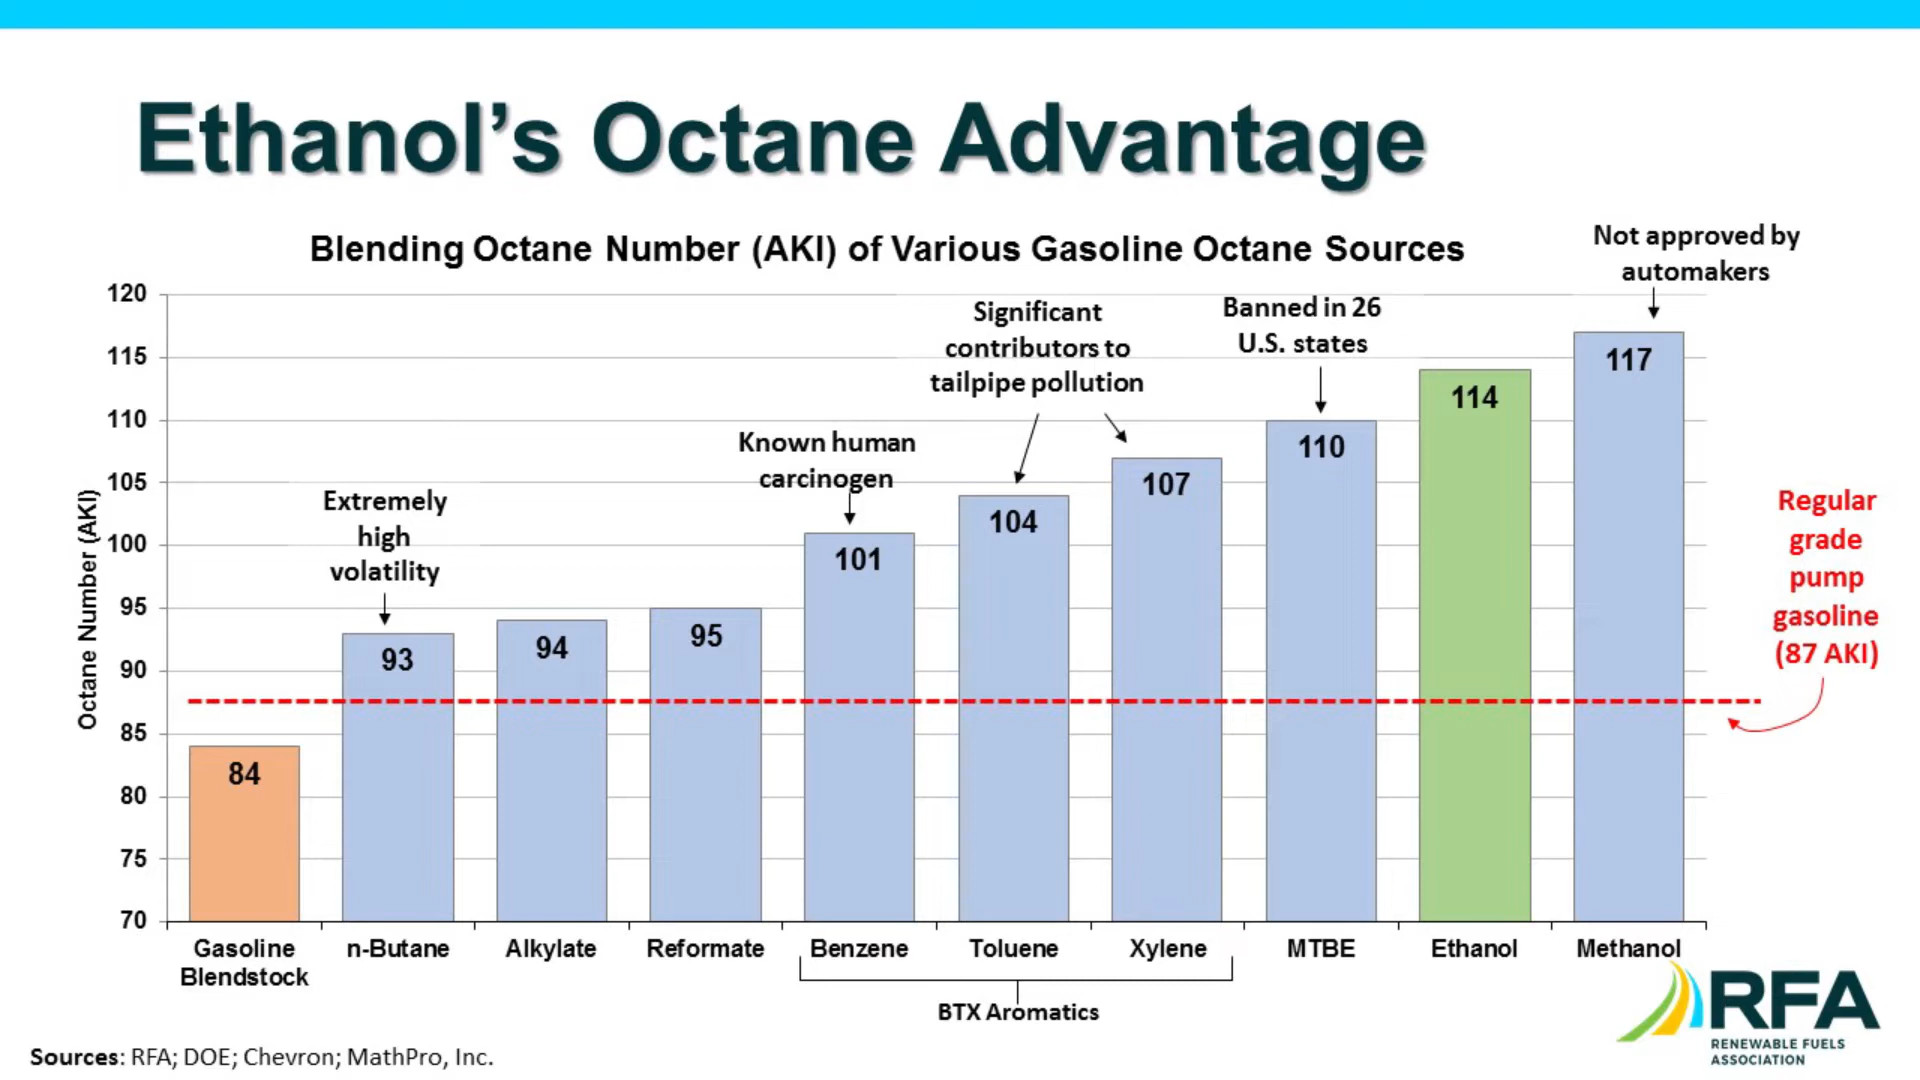 Ethanol’s Octane Advantage
Blending Octane Number (AKI) of Various Gasoline Octane Sources
Not approved by
automakers
Banned in 26
U.S. states
Significant
contributors to
tailpipe pollution
Known human
carcinogen
Extremely
high
volatility
Regular
grade
pump
gasoline
(87 AKI)
Octane Number (AKI)
120
115
110
105
100
95
90
85
80
75
70
84
93
94
95
101
104
107
110
114
117
Gasoline
Blendstock
n-Butane
Alkylate
Reformate
Benzene
Toluene
Xylene
MTBE
Ethanol
Methanol
BTX Aromatics
Sources: RFA; DOE; Chevron; MathPro, Inc.
RFA
RENEWABLE FUELS
ASSOCIATION